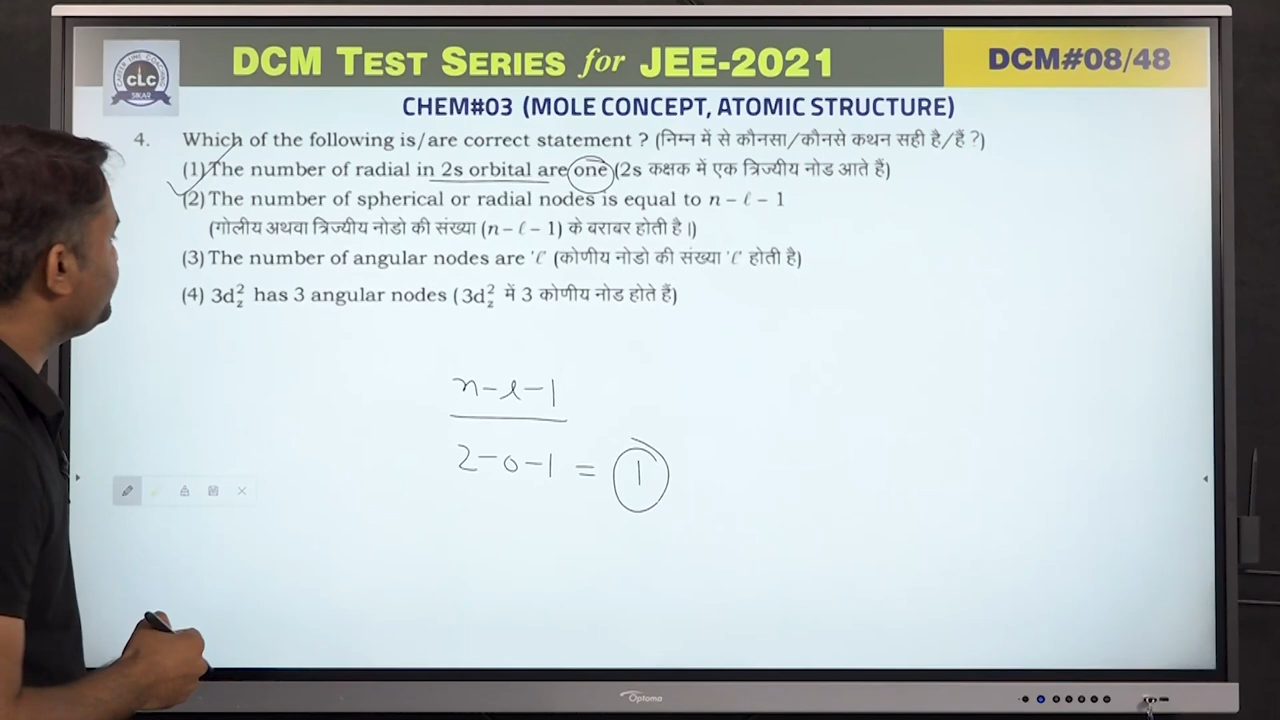 DCM TEST SERIES for JEE-2021
DCM#08/48
CAREER LINE COACHING
CLC
SIKAR
CHEM#03 (MOLE CONCEPT, ATOMIC STRUCTURE)
4. Which of the following is/are correct statement ? (निम्न में से कौनसा/कौनसे कथन सही है/हैं ?)
(1) The number of radial in 2s orbital are one (2s कक्षक में एक त्रिज्यीय नोड आते हैं)
(2) The number of spherical or radial nodes is equal to n – ℓ – 1
(गोलीय अथवा त्रिज्यीय नोडो की संख्या (n – ℓ – 1) के बराबर होती है।)
(3) The number of angular nodes are 'ℓ' (कोणीय नोडो की संख्या 'ℓ' होती है)
(4) 3d_z^2 has 3 angular nodes (3d_z^2 में 3 कोणीय नोड होते हैं)
n-l-1
2-0-1 = 1
Optoma